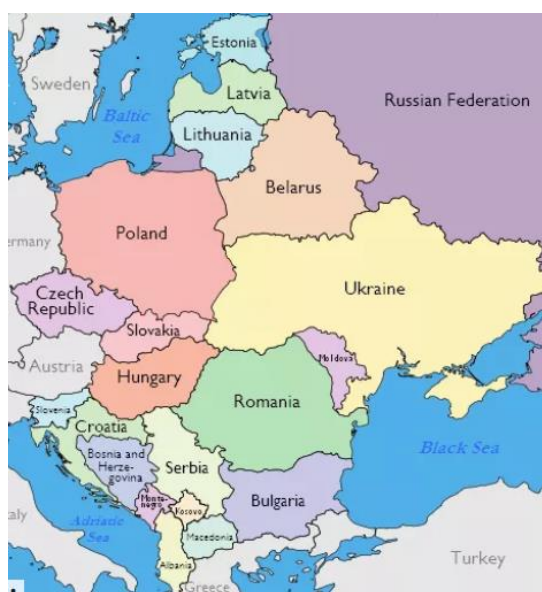 Estonia
Sweden
Latvia
Russian Federation
Baltic
Sea
Lithuania
Belarus
Poland
ermany
Ukraine
Czech
Republic
Slovakia
Moldova
Austria
Hungary
Romania
Slovenia
Croatia
Black Sea
Bosnia and
Herze-
govina
Serbia
Monte-
negro
Kosovo
Bulgaria
aly
Adriatic
Sea
Macedonia
Turkey
Albania
Greece